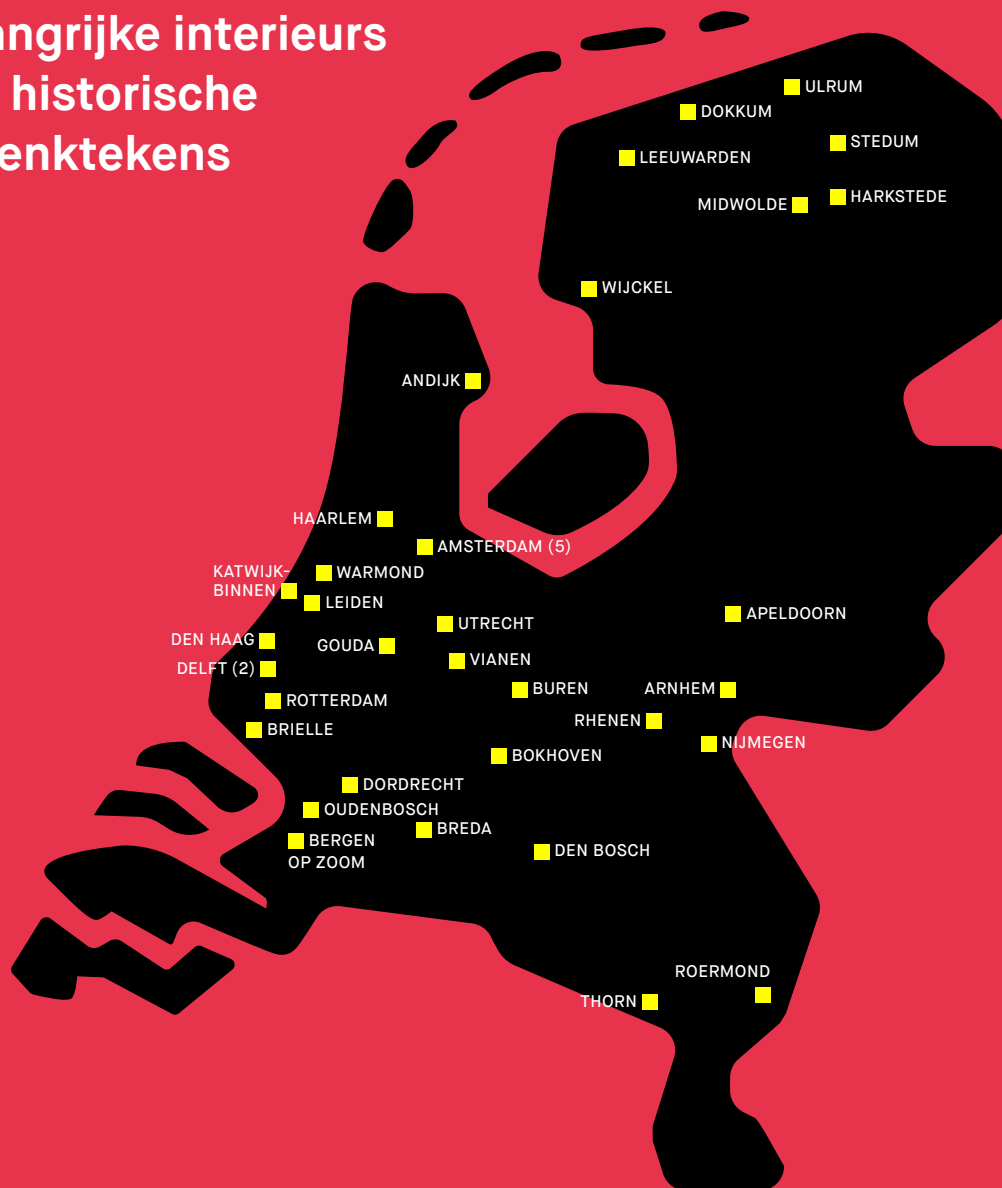 angrijke interieurs
historische
enktekens
ULRUM
DOKKUM
STEDUM
LEEUWARDEN
HARKSTEDE
MIDWOLDE
WIJCKEL
ANDIJK
HAARLEM
AMSTERDAM (5)
KATWIJK-
BINNEN
WARMOND
LEIDEN
APELDOORN
UTRECHT
DEN HAAG
GOUDA
VIANEN
DELFT (2)
BUREN
ARNHEM
ROTTERDAM
RHENEN
BRIELLE
NIJMEGEN
BOKHOVEN
DORDRECHT
OUDENBOSCH
BREDA
BERGEN
OP ZOOM
DEN BOSCH
ROERMOND
THORN